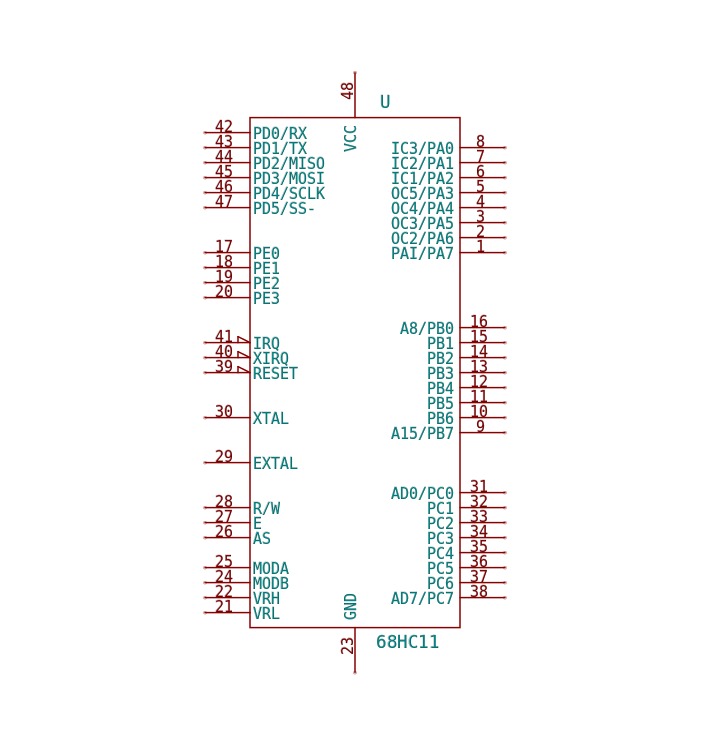 48
U
VCC
42 PD0/RX
43 PD1/TX
44 PD2/MISO
45 PD3/MOSI
46 PD4/SCLK
47 PD5/SS-
17 PE0
18 PE1
19 PE2
20 PE3
41 IRQ
40 XIRQ
39 RESET
30 XTAL
29 EXTAL
28 R/W
27 E
26 AS
25 MODA
24 MODB
22 VRH
21 VRL
IC3/PA0 8
IC2/PA1 7
IC1/PA2 6
OC5/PA3 5
OC4/PA4 4
OC3/PA5 3
OC2/PA6 2
PAI/PA7 1
A8/PB0 16
PB1 15
PB2 14
PB3 13
PB4 12
PB5 11
PB6 10
A15/PB7 9
AD0/PC0 31
PC1 32
PC2 33
PC3 34
PC4 35
PC5 36
PC6 37
AD7/PC7 38
GND
23
68HC11